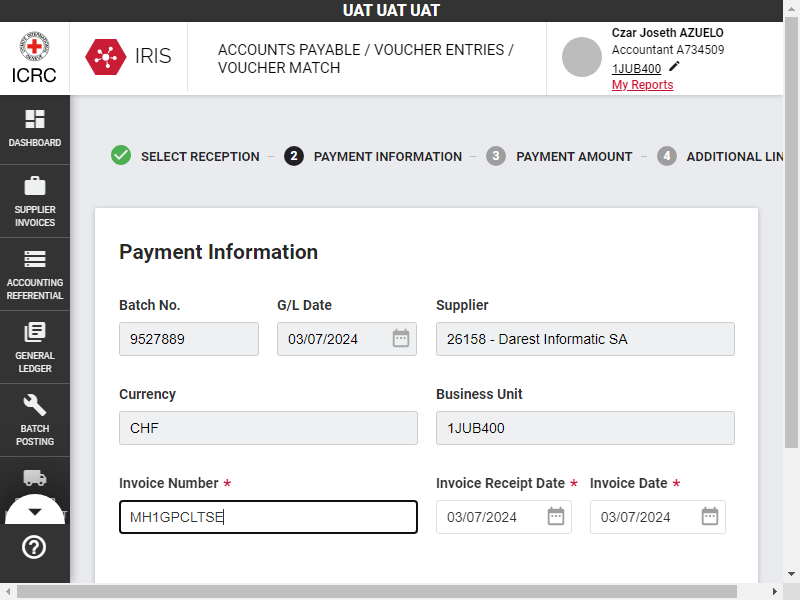 UAT UAT UAT
ICRC
IRIS
ACCOUNTS PAYABLE / VOUCHER ENTRIES /
VOUCHER MATCH
Czar Joseth AZUELO
Accountant A734509
1JUB400
My Reports
DASHBOARD
SUPPLIER
INVOICES
ACCOUNTING
REFERENTIAL
GENERAL
LEDGER
BATCH
POSTING
SELECT RECEPTION
2 PAYMENT INFORMATION
3 PAYMENT AMOUNT
4 ADDITIONAL LIN
Payment Information
Batch No. G/L Date Supplier
9527889 03/07/2024 26158 - Darest Informatic SA
Currency Business Unit
CHF 1JUB400
Invoice Number * Invoice Receipt Date * Invoice Date *
MH1GPCLTSE 03/07/2024 03/07/2024